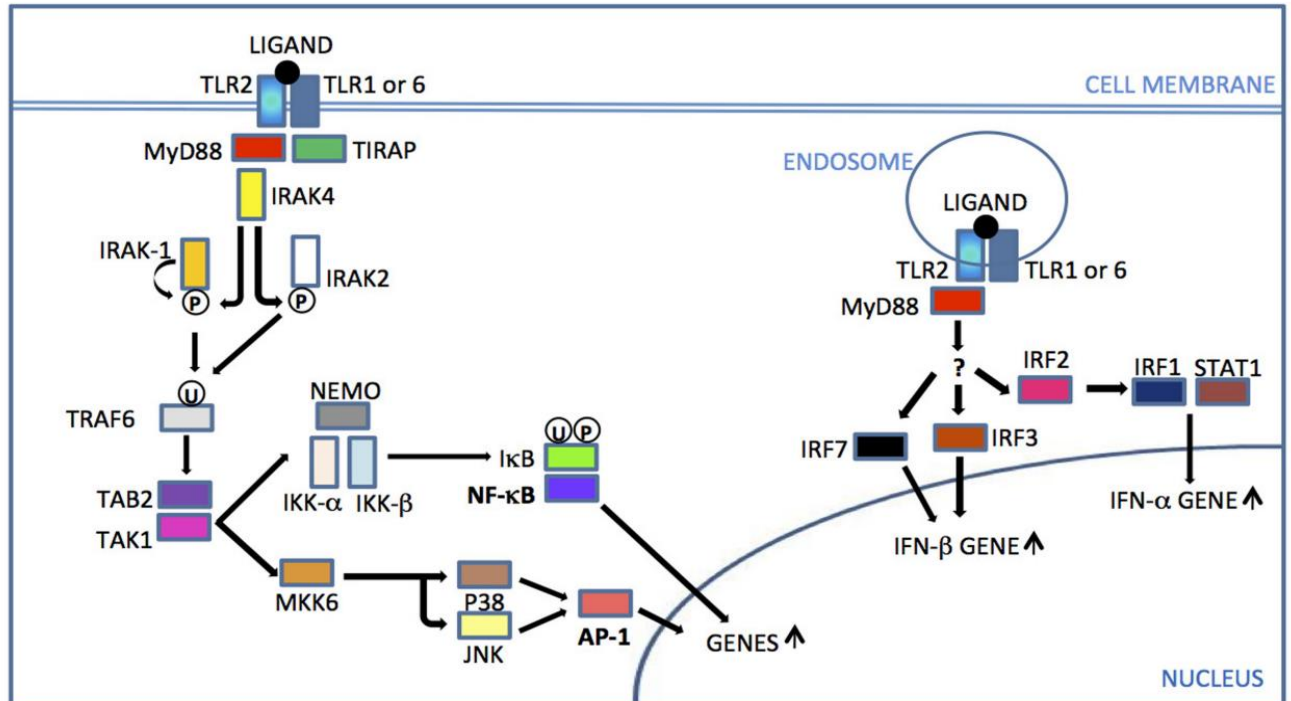 LIGAND
TLR2 TLR1 or 6
CELL MEMBRANE
MyD88 TIRAP
IRAK4
IRAK-1
IRAK2
P P
U
TRAF6
TAB2
TAK1
NEMO
IKK-α IKK-β
U P
IκB
NF-κB
MKK6
P38
JNK
AP-1
GENES
ENDOSOME
LIGAND
TLR2 TLR1 or 6
MyD88
?
IRF2
IRF1 STAT1
IRF7
IRF3
IFN-α GENE
IFN-β GENE
NUCLEUS